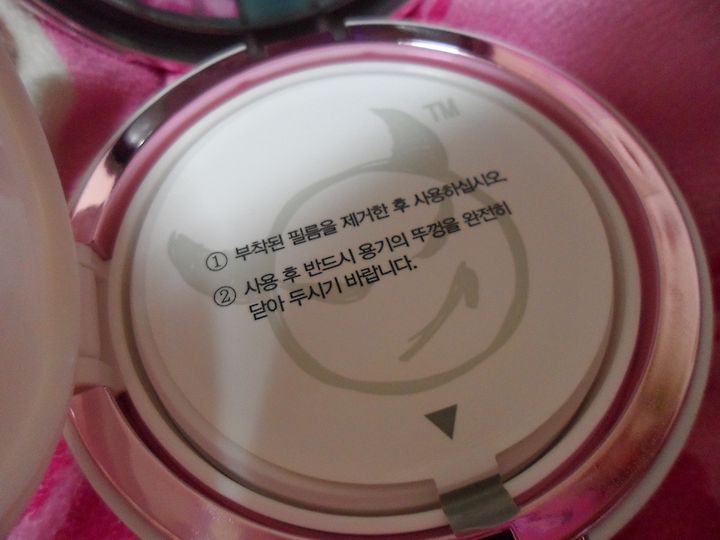 TM
① 부착된 필름을 제거한 후 사용하십시오.
② 사용 후 반드시 용기의 뚜껑을 완전히
닫아 두시기 바랍니다.